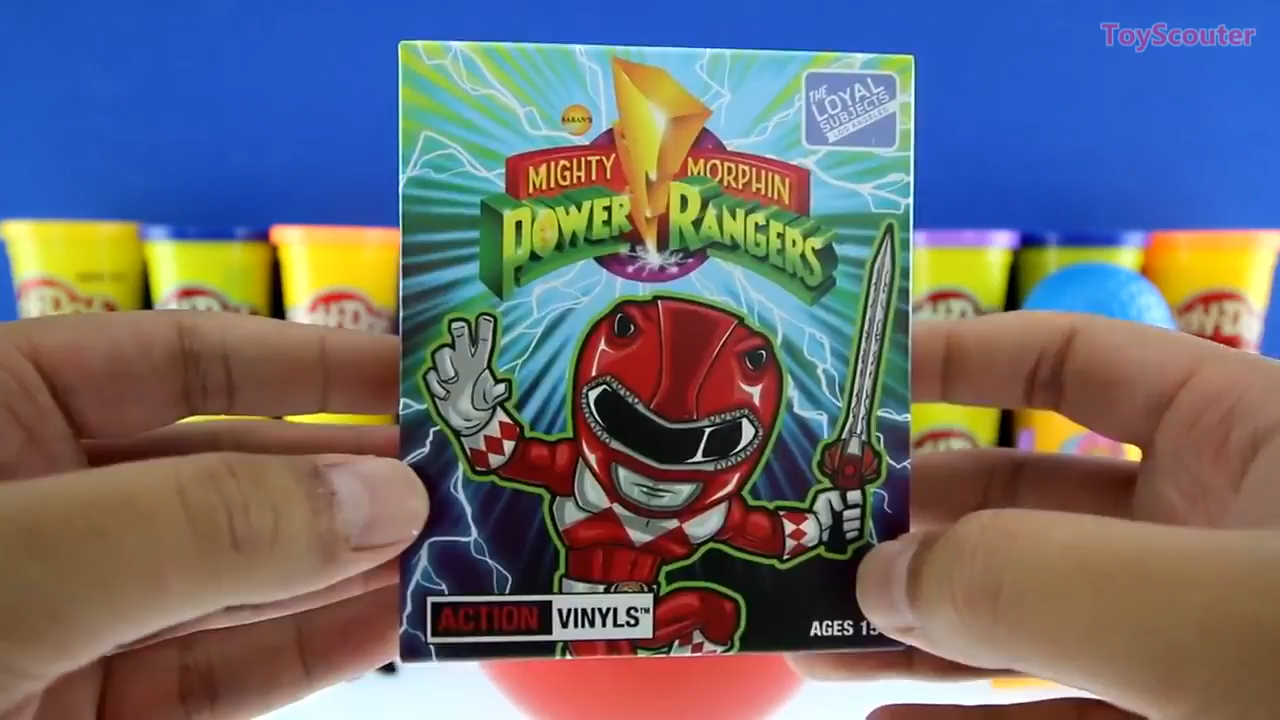 ToyScouter
THE
LOYAL
SUBJECTS
LOS ANGELES
SABAN'S
MIGHTY MORPHIN
POWER RANGERS
ACTION VINYLS™
AGES 15